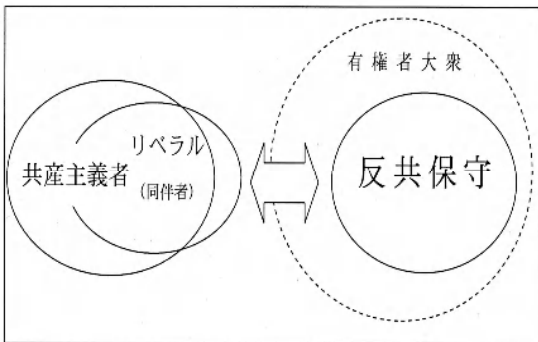 有権者大衆
リベラル
共産主義者
(同伴者)
反共保守